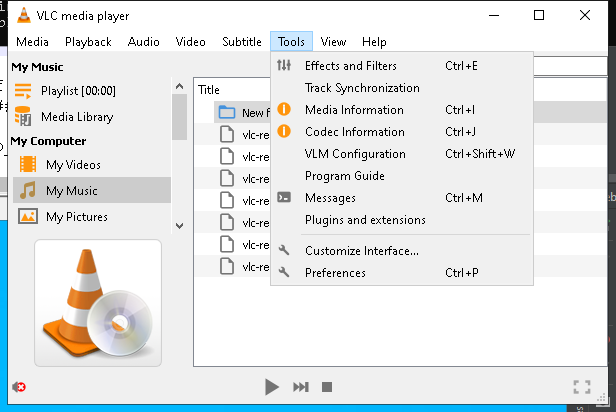 VLC media player
Media Playback Audio Video Subtitle Tools View Help
My Music
Playlist [00:00]
Media Library
My Computer
My Videos
My Music
My Pictures
Title
New f
vlc-re
vlc-re
vlc-re
vlc-re
vlc-re
vlc-re
vlc-re
Effects and Filters Ctrl+E
Track Synchronization
Media Information Ctrl+I
Codec Information Ctrl+J
VLM Configuration Ctrl+Shift+W
Program Guide
Messages Ctrl+M
Plugins and extensions
Customize Interface...
Preferences Ctrl+P